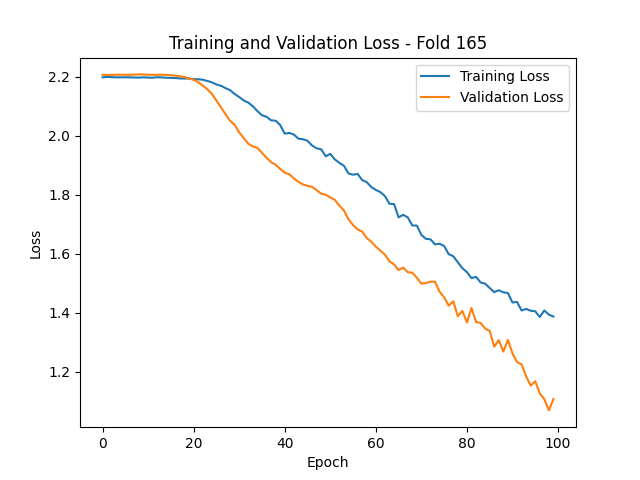 Training and Validation Loss - Fold 165
Training Loss
Validation Loss
Loss
2.2
2.0
1.8
1.6
1.4
1.2
0 20 40 60 80 100
Epoch